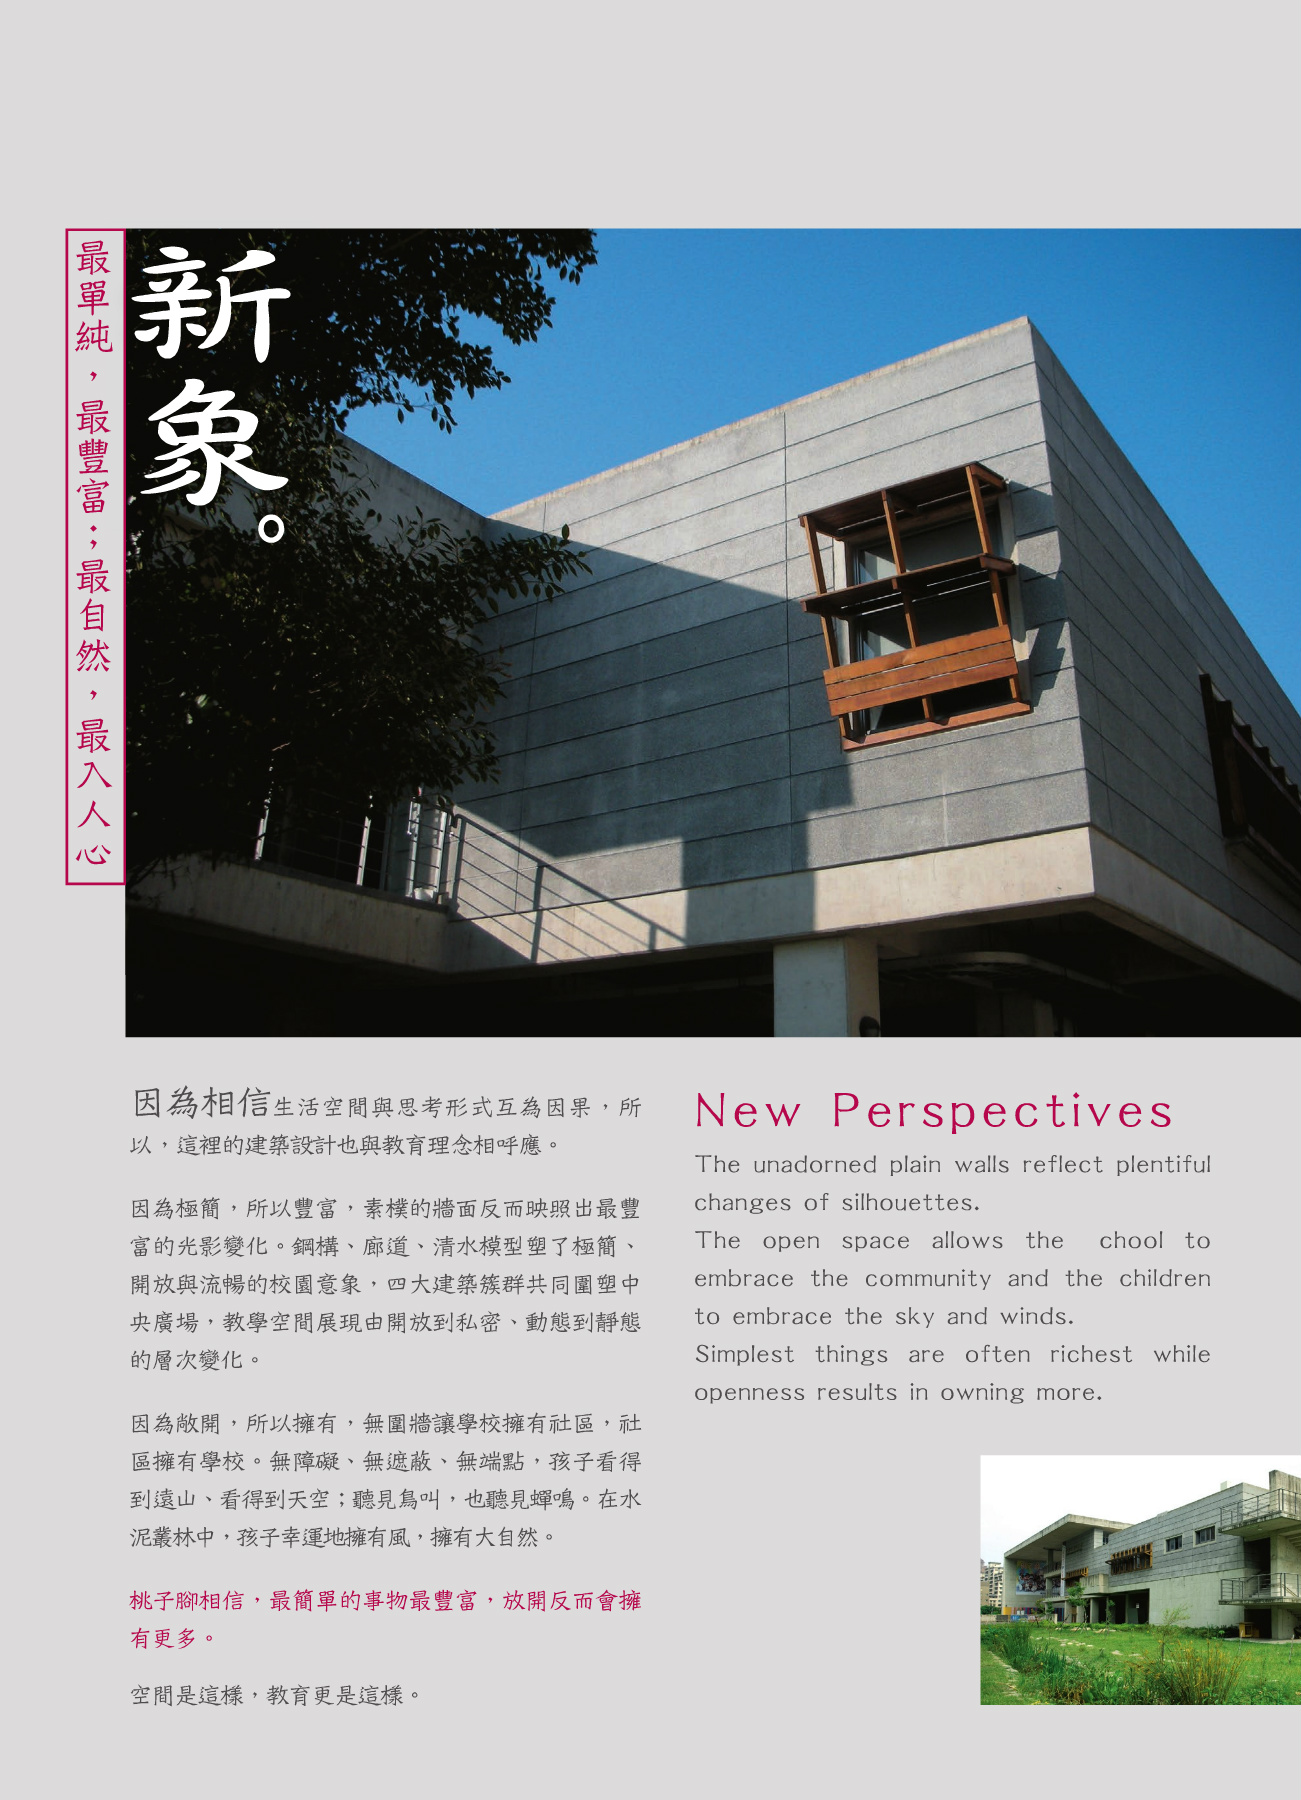 最單純，最豐富；最自然，最入人心
新象。
因為相信生活空間與思考形式互為因果，所
以，這裡的建築設計也與教育理念相呼應。
因為極簡，所以豐富，素樸的牆面反而映照出最豐
富的光影變化。鋼構、廊道、清水模型塑了極簡、
開放與流暢的校園意象，四大建築簇群共同圍塑中
央廣場，教學空間展現由開放到私密、動態到靜態
的層次變化。
因為敞開，所以擁有，無圍牆讓學校擁有社區，社
區擁有學校。無障礙、無遮蔽、無端點，孩子看得
到遠山、看得到天空；聽見鳥叫，也聽見蟬鳴。在水
泥叢林中，孩子幸運地擁有風，擁有大自然。
桃子腳相信，最簡單的事物最豐富，放開反而會擁
有更多。
空間是這樣，教育更是這樣。
New Perspectives
The unadorned plain walls reflect plentiful
changes of silhouettes.
The open space allows the chool to
embrace the community and the children
to embrace the sky and winds.
Simplest things are often richest while
openness results in owning more.